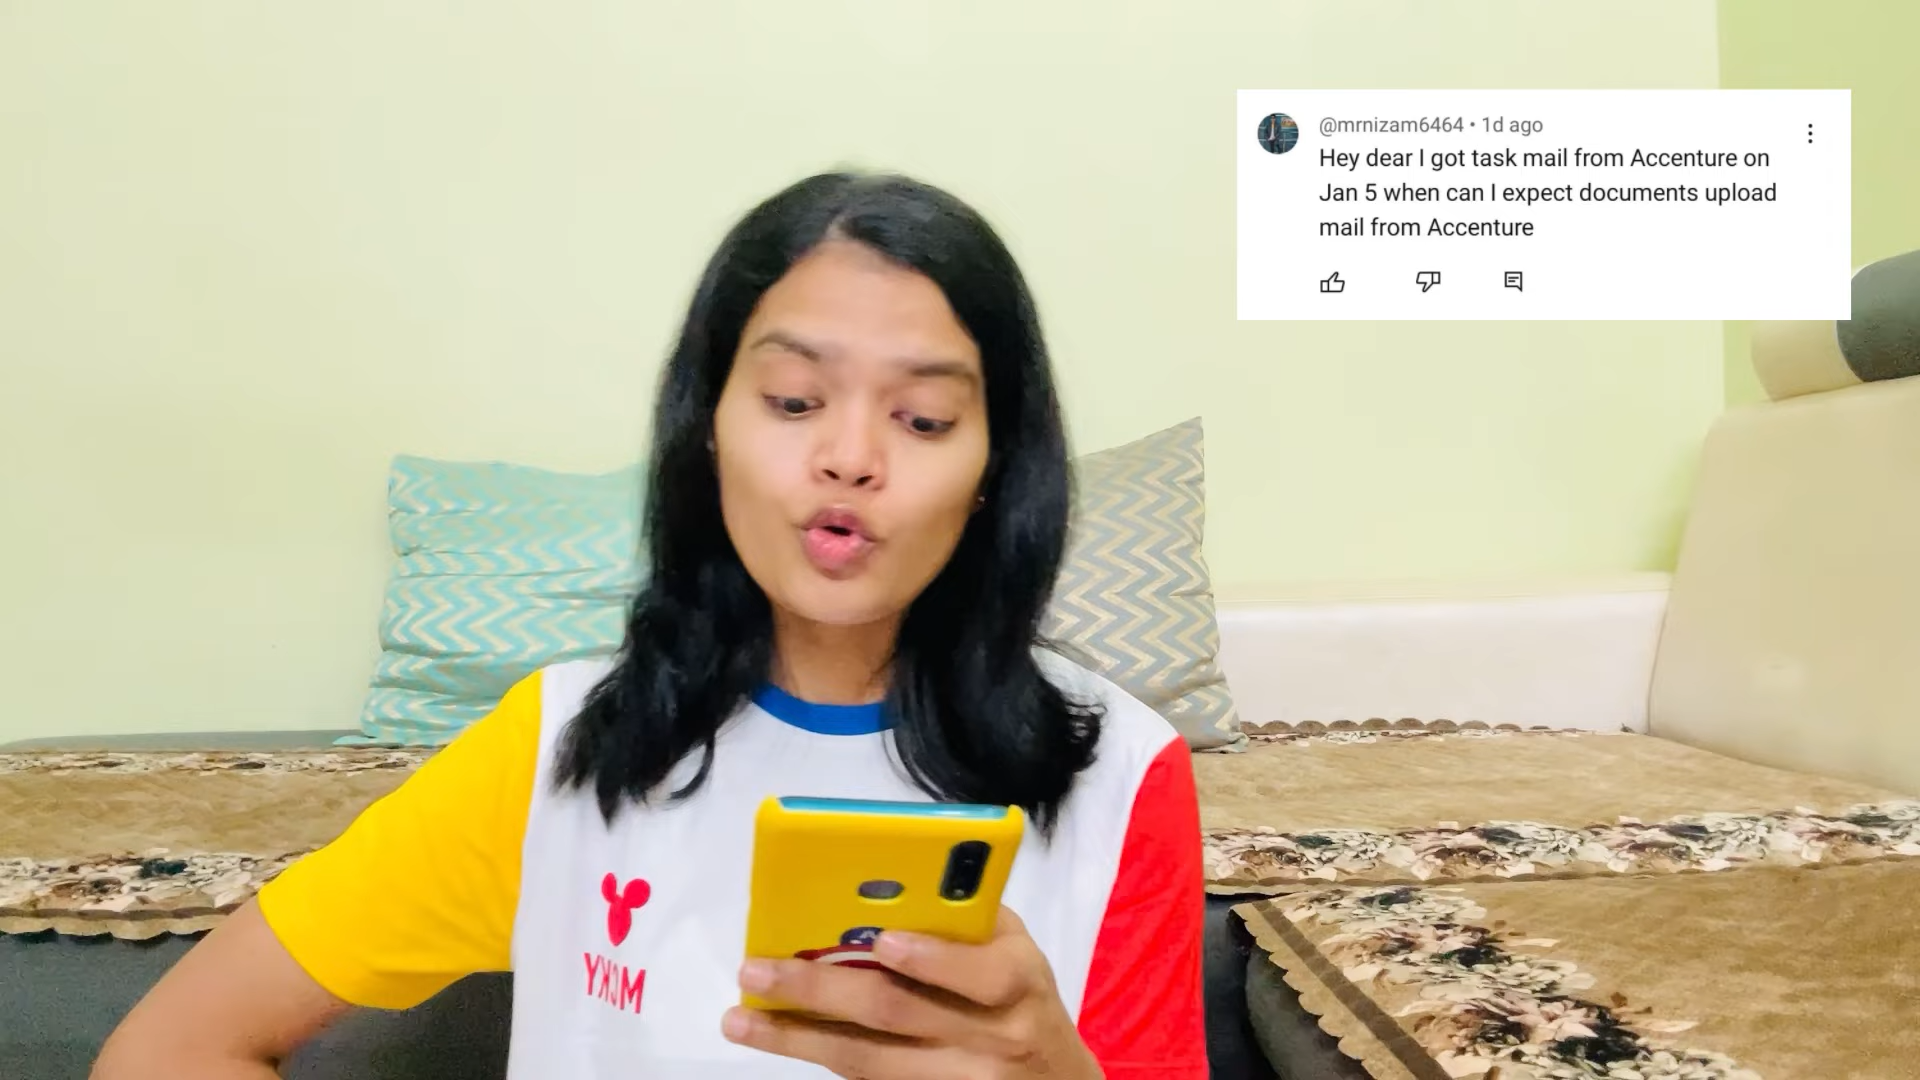 @mrnizam6464 • 1d ago
Hey dear I got task mail from Accenture on
Jan 5 when can I expect documents upload
mail from Accenture